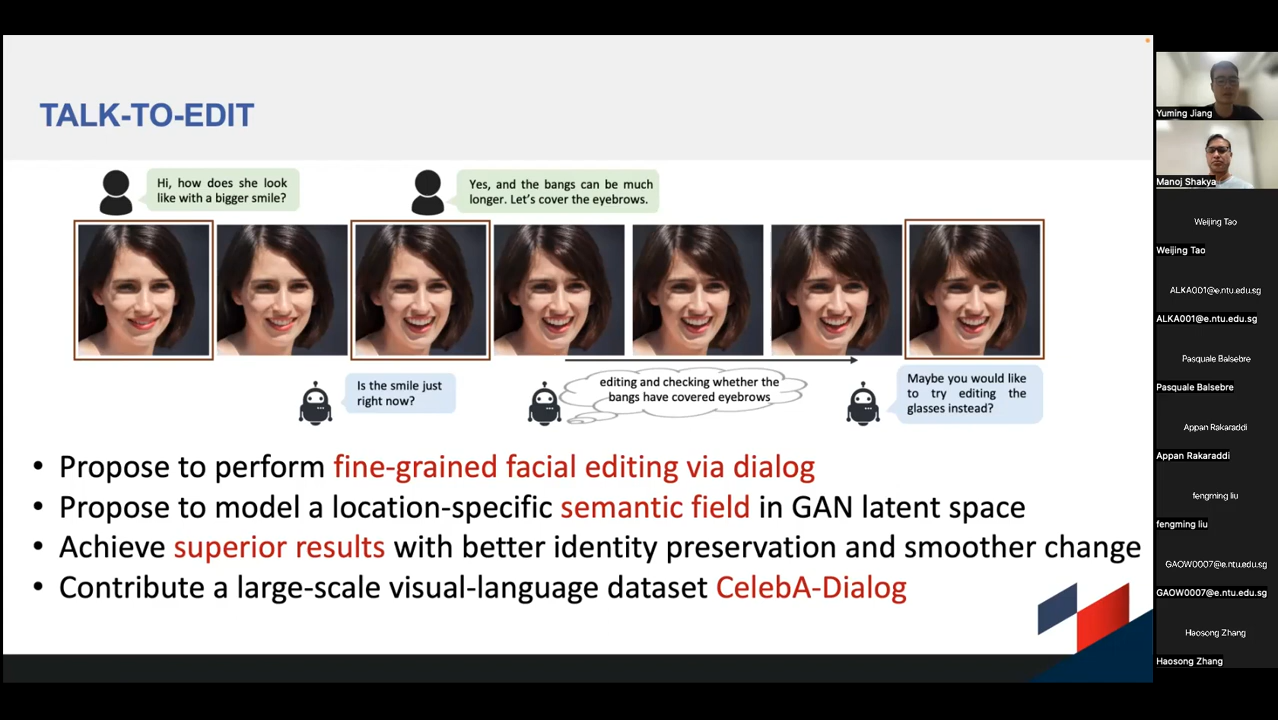 TALK-TO-EDIT
Hi, how does she look
like with a bigger smile?
Yes, and the bangs can be much
longer. Let's cover the eyebrows.
Is the smile just
right now?
editing and checking whether the
bangs have covered eyebrows
Maybe you would like
to try editing the
glasses instead?
• Propose to perform fine-grained facial editing via dialog
• Propose to model a location-specific semantic field in GAN latent space
• Achieve superior results with better identity preservation and smoother change
• Contribute a large-scale visual-language dataset CelebA-Dialog
Yuming Jiang
Manoj Shakya
Weijing Tao
Weijing Tao
ALKA001@e.ntu.edu.sg
ALKA001@e.ntu.edu.sg
Pasquale Balsebre
Pasquale Balsebre
Appan Rakaraddi
Appan Rakaraddi
fengming liu
fengming liu
GAOW0007@e.ntu.edu.sg
GAOW0007@e.ntu.edu.sg
Haosong Zhang
Haosong Zhang